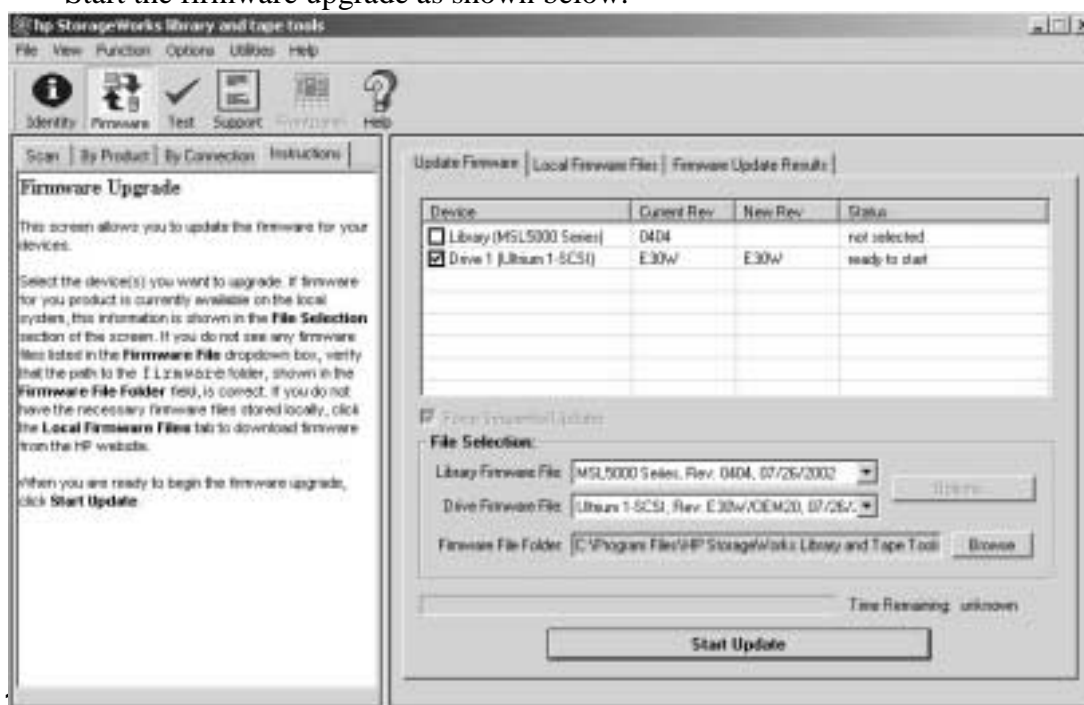 Start the firmware upgrade as shown below.
hp StorageWorks library and tape tools
File View Function Options Utilities Help
Identity Firmware Test Support Help
Scan By Product By Connection Instructions
Firmware Upgrade
This screen allows you to update the firmware for your
devices.
Select the device(s) you want to upgrade. If firmware
for you product is currently available on the local
system, this information is shown in the File Selection
section of the screen. If you do not see any firmware
files listed in the Firmware File dropdown box, verify
that the path to the firmware folder, shown in the
Firmware File Folder field, is correct. If you do not
have the necessary firmware files stored locally, click
the Local Firmware Files tab to download firmware
from the HP website.
When you are ready to begin the firmware upgrade,
click Start Update
Update Firmware Local Firmware Files Firmware Update Results
Device Current Rev New Rev Status
Library (MSL5000 Series) 0404 not selected
Drive 1 (Ultrium 1-SCSI) E30W E30W ready to start
File Selection:
Library Firmware File: MSL5000 Series, Rev: 0404, 07/26/2002
Drive Firmware File: Ultrium 1-SCSI, Rev: E30W/OEM20, 07/26/
Firmware File Folder: C:\Program Files\HP StorageWorks Library and Tape Tool Browse
Time Remaining: unknown
Start Update